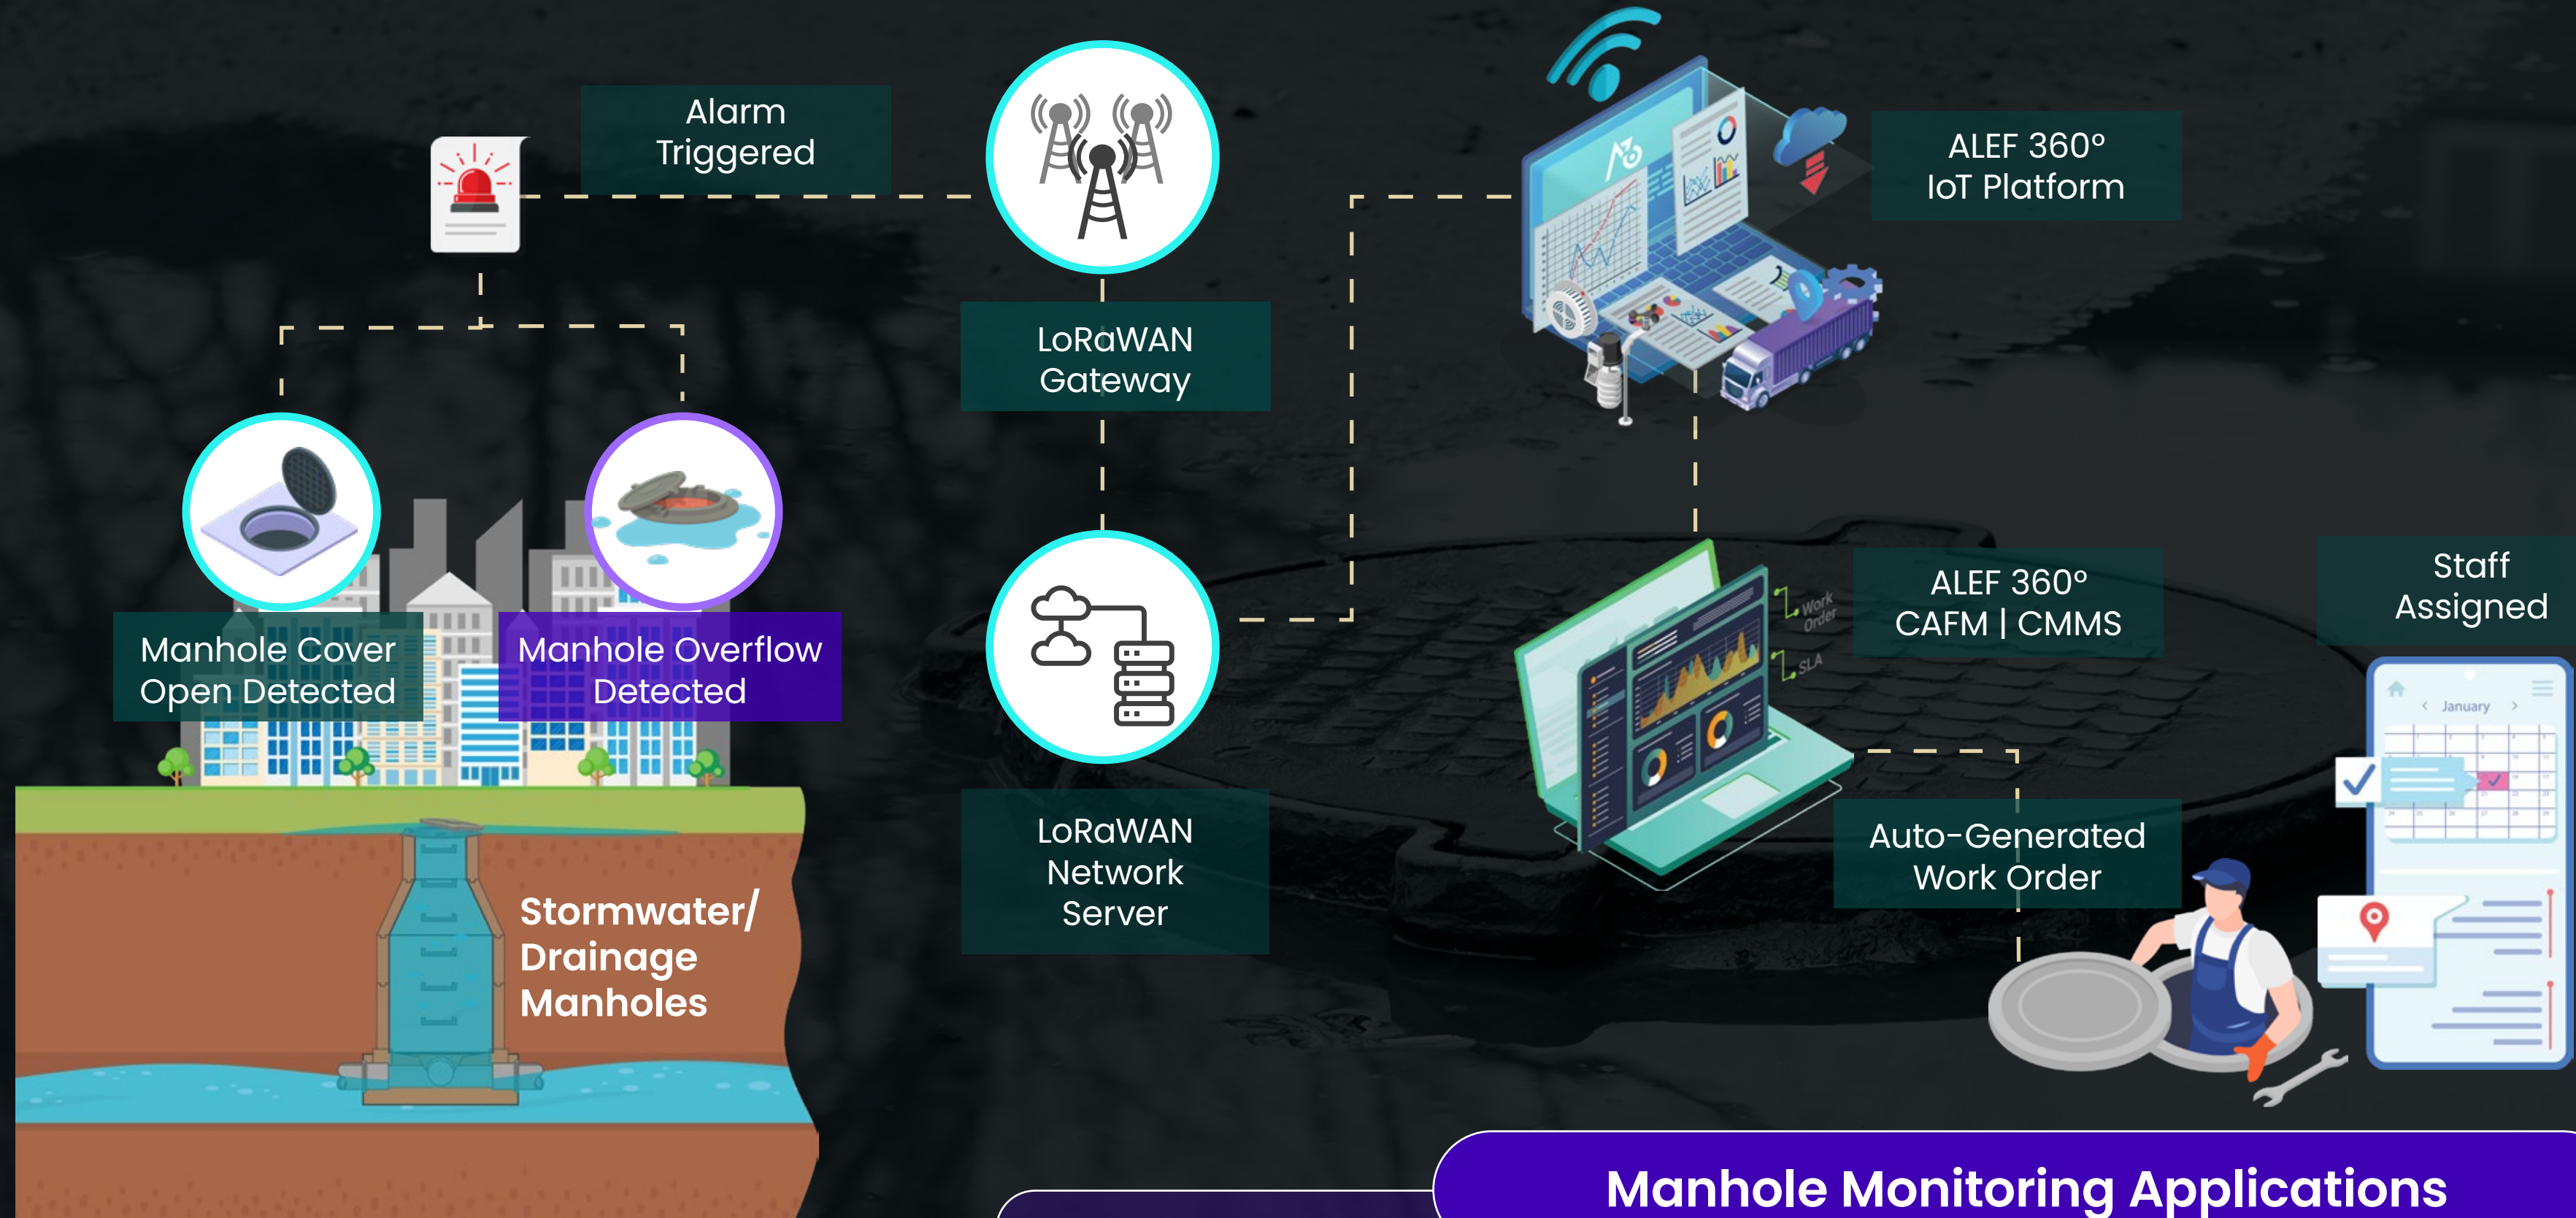 Alarm
Triggered
LoRaWAN
Gateway
ALEF 360°
IoT Platform
Manhole Cover
Open Detected
Manhole Overflow
Detected
LoRaWAN
Network
Server
ALEF 360°
CAFM | CMMS
Work
Order
SLA
Staff
Assigned
January
Auto-Generated
Work Order
Stormwater/
Drainage
Manholes
Manhole Monitoring Applications